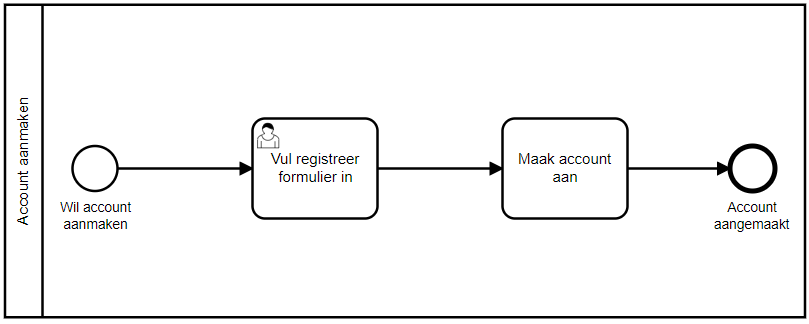 Account aanmaken
Wil account
aanmaken
Vul registreer
formulier in
Maak account
aan
Account
aangemaakt